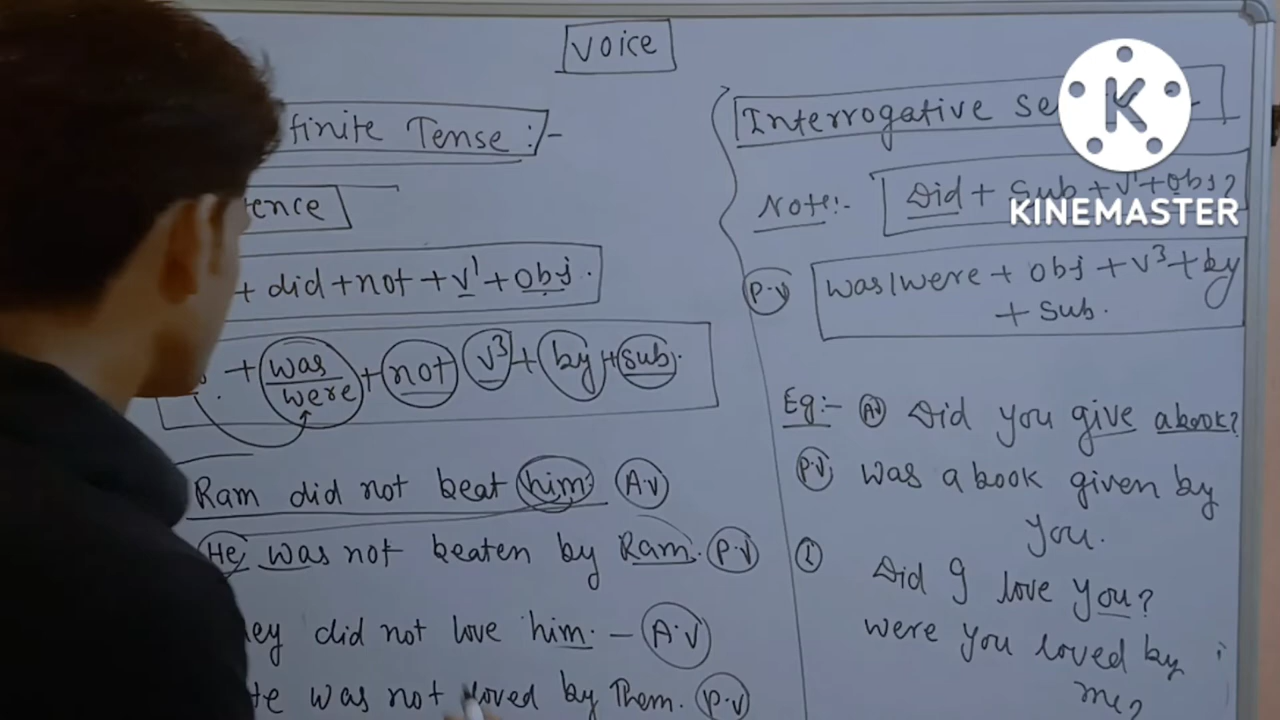 Voice
finite Tense :-
ence
+ did + not + v¹ + obj.
+ was/were + not v³ + by + sub.
Ram did not beat him A.V
He was not beaten by Ram. P.V
ey did not love him. - A.V
e was not loved by Them. P.V
Interrogative Se
Note:- Did + Sub + v¹ + Obj?
P.V was/were + obj + v³ + by
+ Sub.
Eg:- A.V Did you give a book?
P.V was a book given by
you.
Did I love you?
were you loved by
me?
KINEMASTER